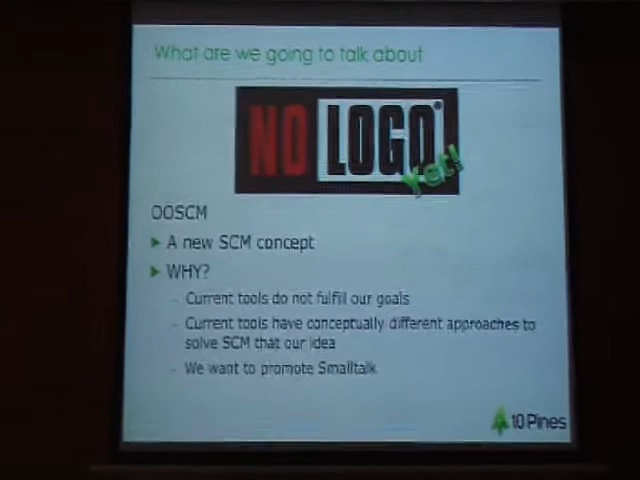 What are we going to talk about
NO LOGO
Yet!
OOSCM
A new SCM concept
WHY?
- Current tools do not fulfill our goals
- Current tools have conceptually different approaches to
solve SCM that our idea
- We want to promote Smalltalk
10Pines